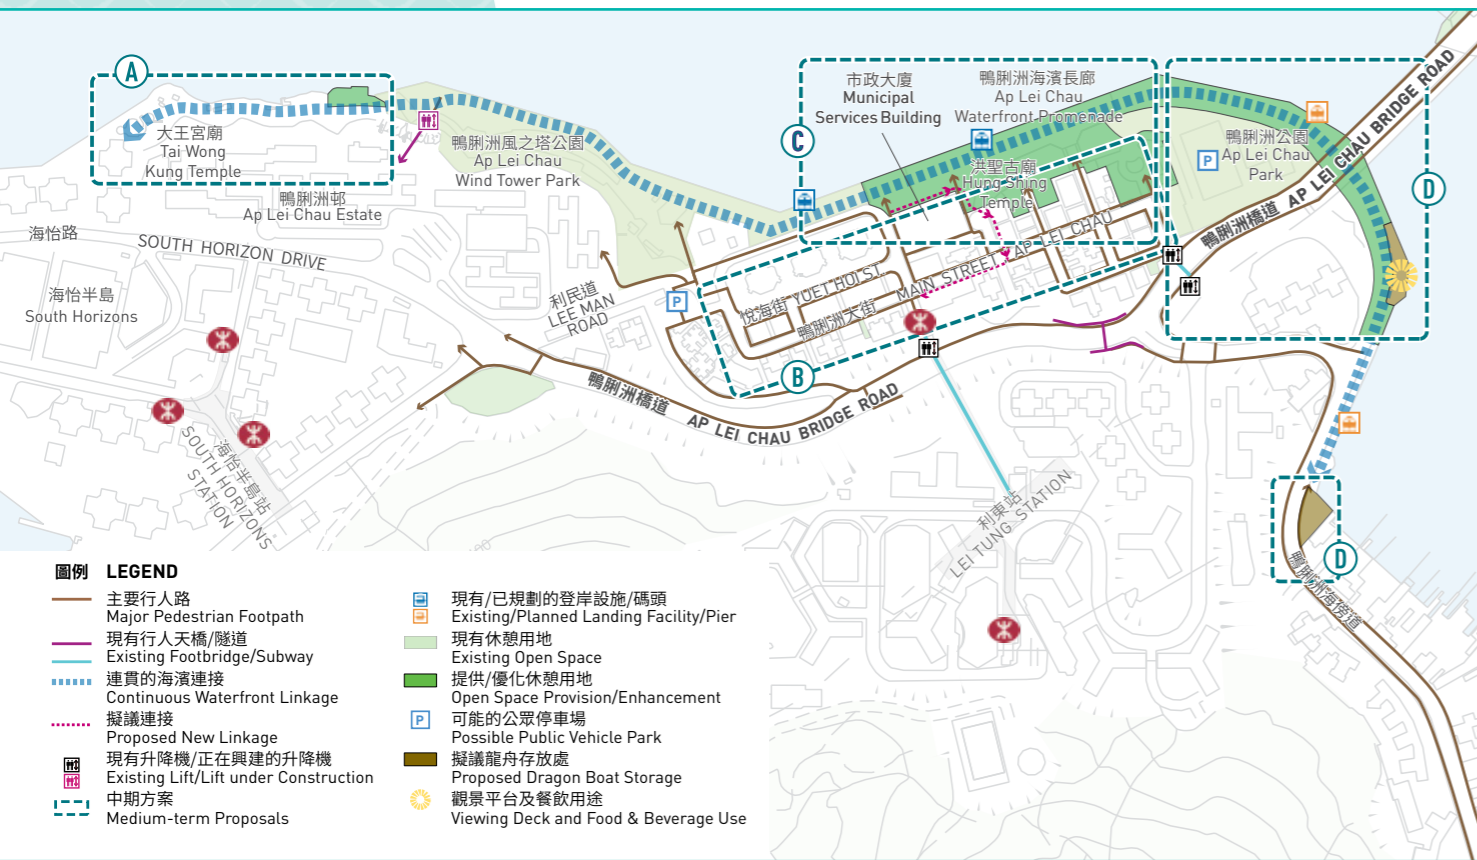 A
大王宮廟
Tai Wong
Kung Temple
鴨脷洲風之塔公園
Ap Lei Chau
Wind Tower Park
鴨脷洲邨
Ap Lei Chau Estate
海怡路
SOUTH HORIZON DRIVE
海怡半島
South Horizons
海怡半島站
SOUTH HORIZONS
STATION
利民道
LEE MAN
ROAD
P
C
市政大廈
Municipal
Services Building
鴨脷洲海濱長廊
Ap Lei Chau
Waterfront Promenade
洪聖古廟
Hung Shing
Temple
悅海街 YUET HOI ST.
鴨脷洲大街 MAIN STREET, AP LEI CHAU
B
鴨脷洲橋道 AP LEI CHAU BRIDGE ROAD
P
鴨脷洲公園
Ap Lei Chau
Park
D
鴨脷洲橋道 AP LEI CHAU BRIDGE ROAD
利東站
LEI TUNG STATION
D
鴨脷洲海傍道
圖例 LEGEND
主要行人路
Major Pedestrian Footpath
現有行人天橋/隧道
Existing Footbridge/Subway
連貫的海濱連接
Continuous Waterfront Linkage
擬議連接
Proposed New Linkage
現有升降機/正在興建的升降機
Existing Lift/Lift under Construction
中期方案
Medium-term Proposals
現有/已規劃的登岸設施/碼頭
Existing/Planned Landing Facility/Pier
現有休憩用地
Existing Open Space
提供/優化休憩用地
Open Space Provision/Enhancement
P
可能的公眾停車場
Possible Public Vehicle Park
擬議龍舟存放處
Proposed Dragon Boat Storage
觀景平台及餐飲用途
Viewing Deck and Food & Beverage Use